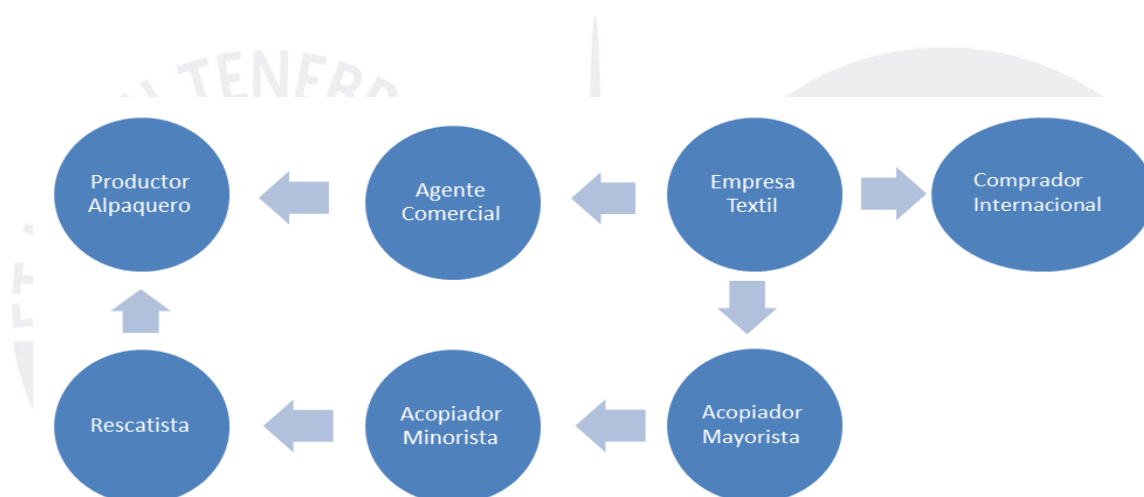 Productor
Alpaquero
Agente
Comercial
Empresa
Textil
Comprador
Internacional
Rescatista
Acopiador
Minorista
Acopiador
Mayorista